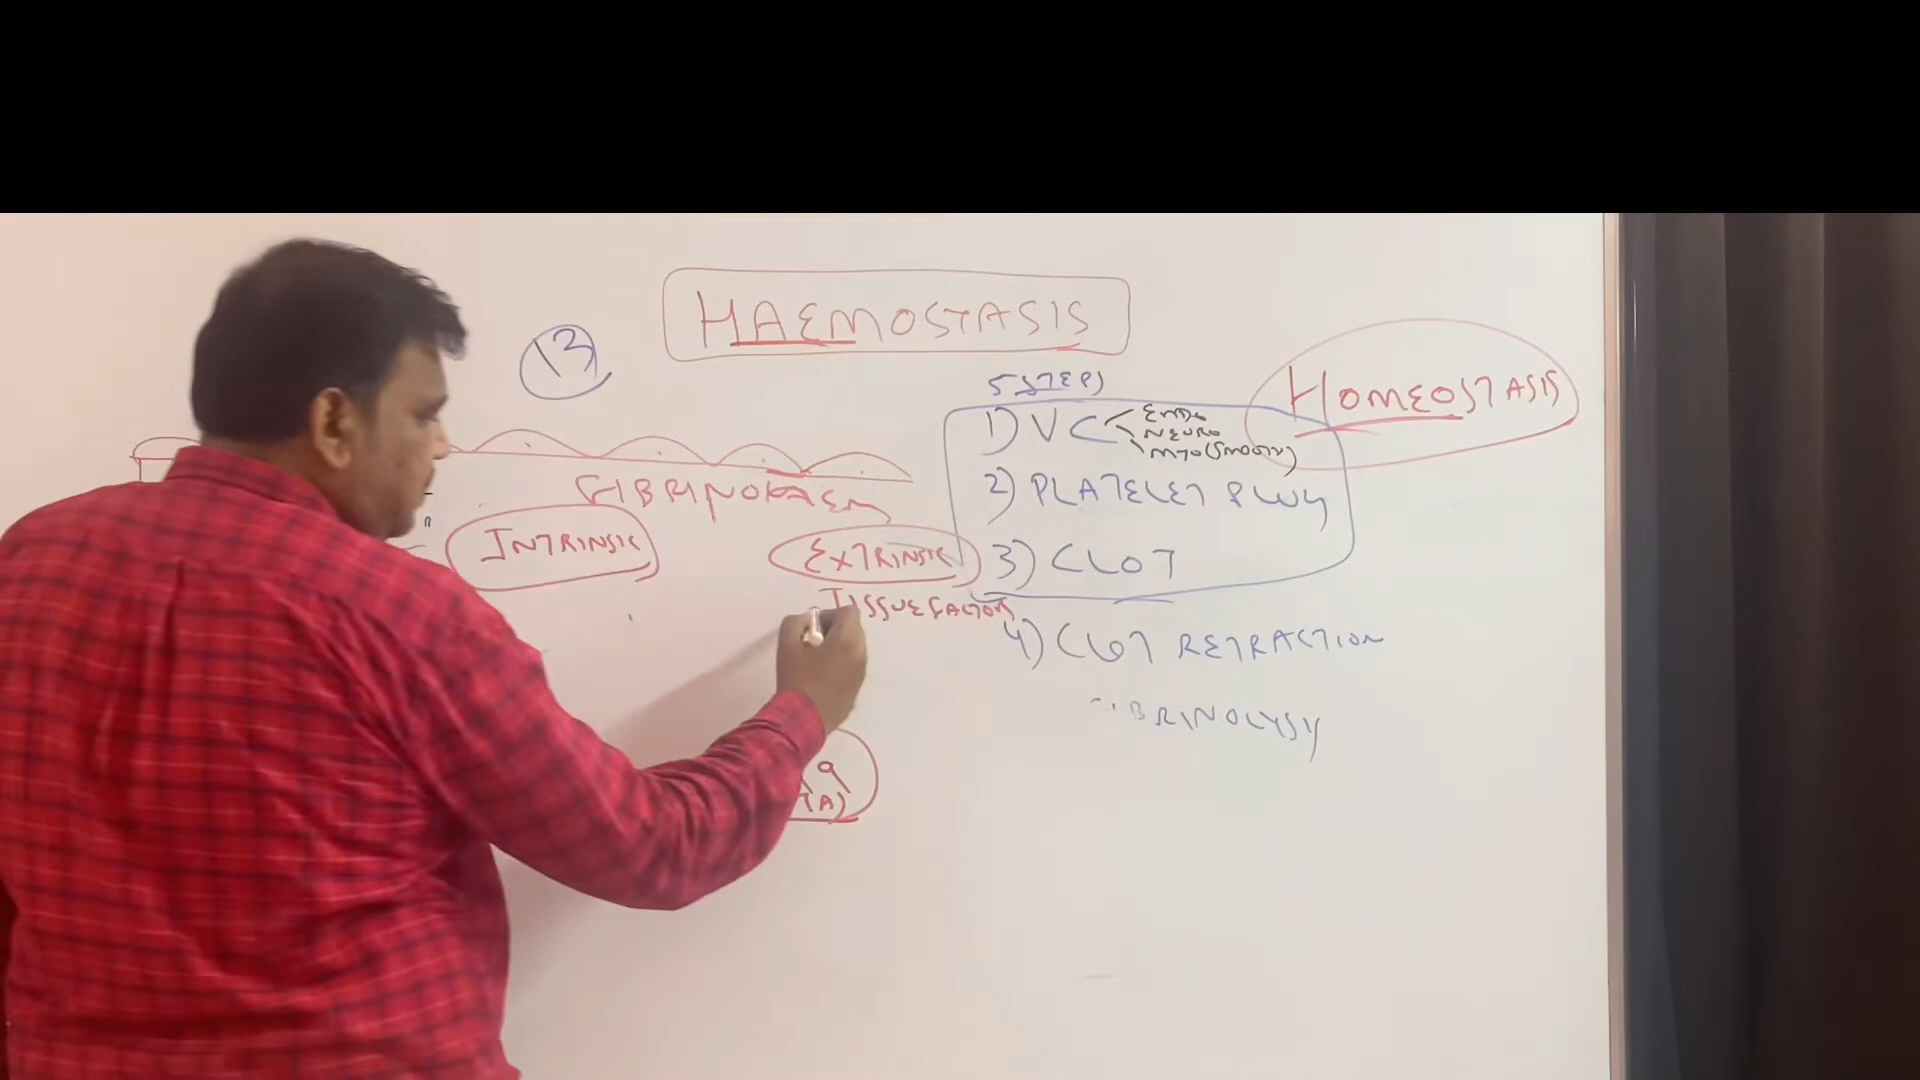 HAEMOSTASIS
13
HOMEOSTASIS
5 STEPS
1) VC
ENDO
NEURO
MYO (SMOOTH)
2) PLATELET PLUG
3) CLOT
4) CLOT RETRACTION
BRINOLYSIS
INTRINSIC
EXTRINSIC
TISSUE FACTOR
(A)